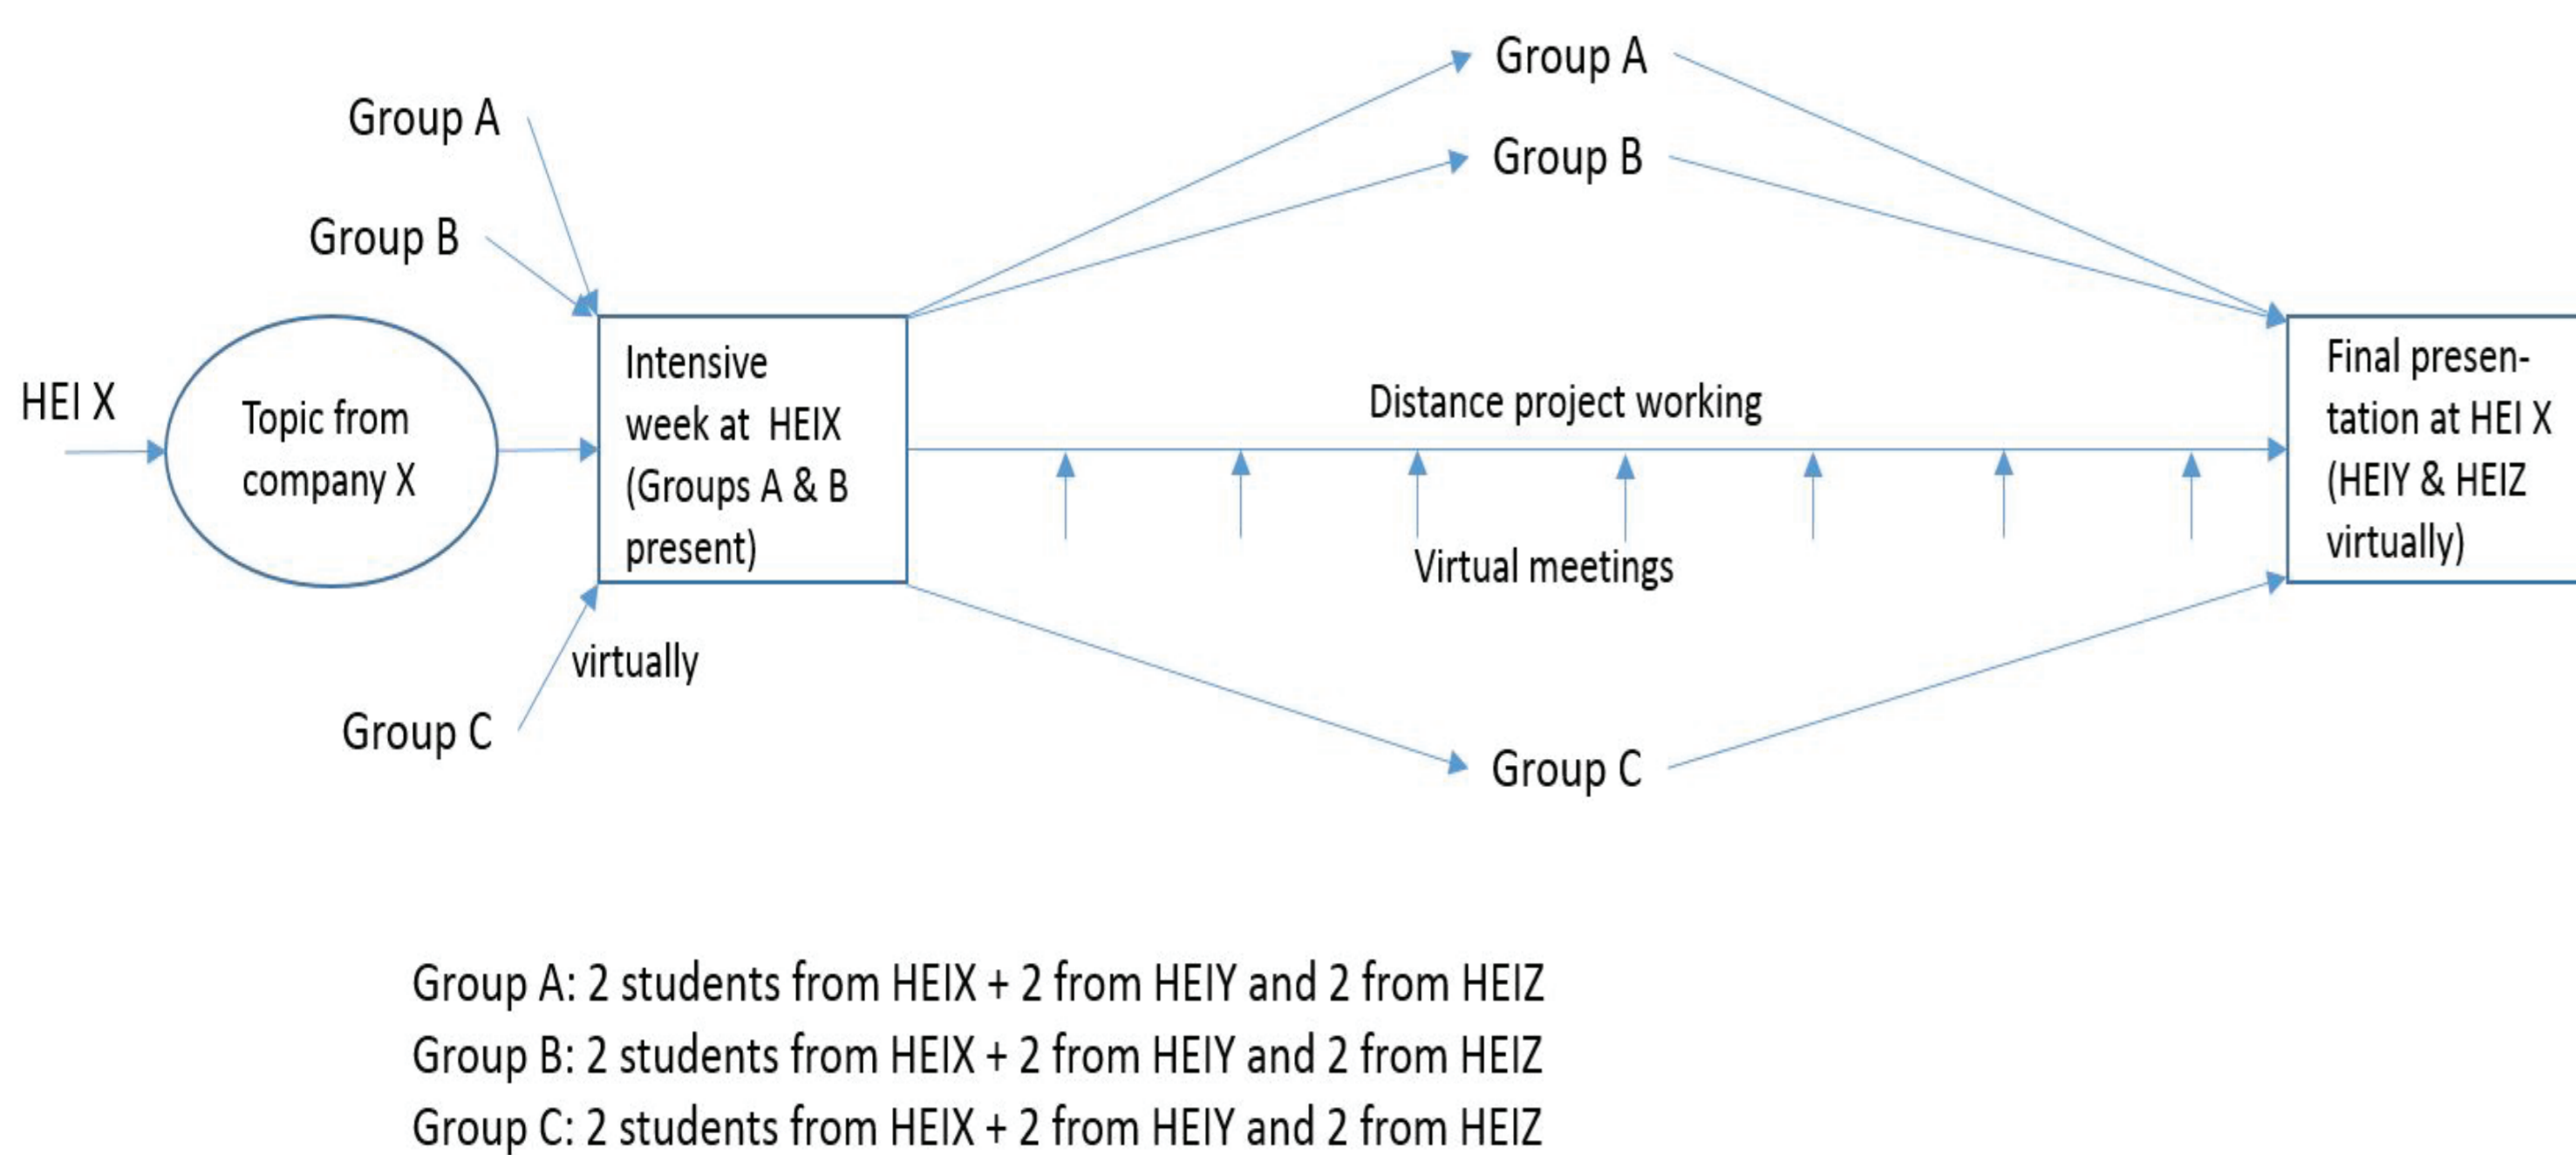 Group A
Group B
HEI X
Topic from
company X
Group C
virtually
Intensive
week at HEIX
(Groups A & B
present)
Group A
Group B
Distance project working
Virtual meetings
Group C
Final presen-
tation at HEI X
(HEIY & HEIZ
virtually)
Group A: 2 students from HEIX + 2 from HEIY and 2 from HEIZ
Group B: 2 students from HEIX + 2 from HEIY and 2 from HEIZ
Group C: 2 students from HEIX + 2 from HEIY and 2 from HEIZ